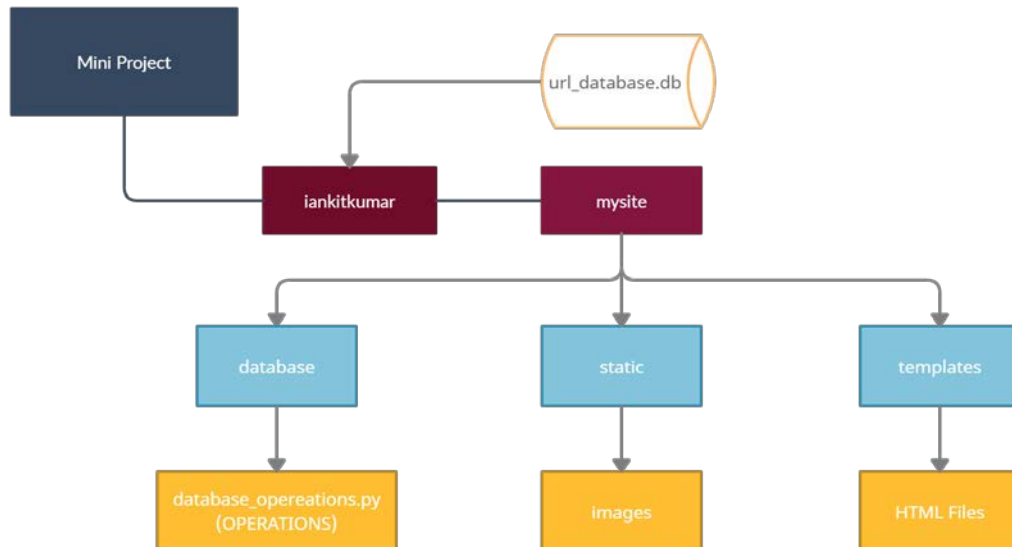 Mini Project
url_database.db
iankitkumar
mysite
database
static
templates
database_opereations.py
(OPERATIONS)
images
HTML Files